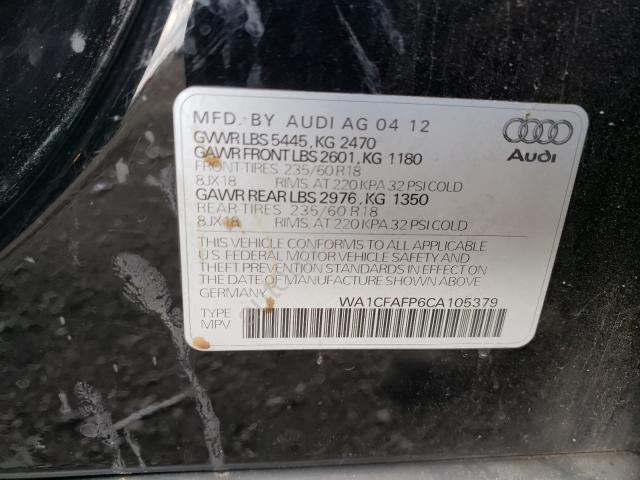 MFD. BY AUDI AG 04 12
GVWR LBS 5445, KG 2470
GAWR FRONT LBS 2601, KG 1180
FRONT-TIRES 235/60 R18
8JX18 RIMS AT 220 KPA 32 PSI COLD
GAWR REAR LBS 2976, KG 1350
REAR-TIRES 235/60 R18
8JX18 RIMS AT 220 KPA 32 PSI COLD
THIS VEHICLE CONFORMS TO ALL APPLICABLE
U.S. FEDERAL MOTOR VEHICLE SAFETY AND
THEFT PREVENTION STANDARDS IN EFFECT ON
THE DATE OF MANUFACTURE SHOWN ABOVE
GERMANY
WA1CFAFP6CA105379
TYPE
MPV
Audi